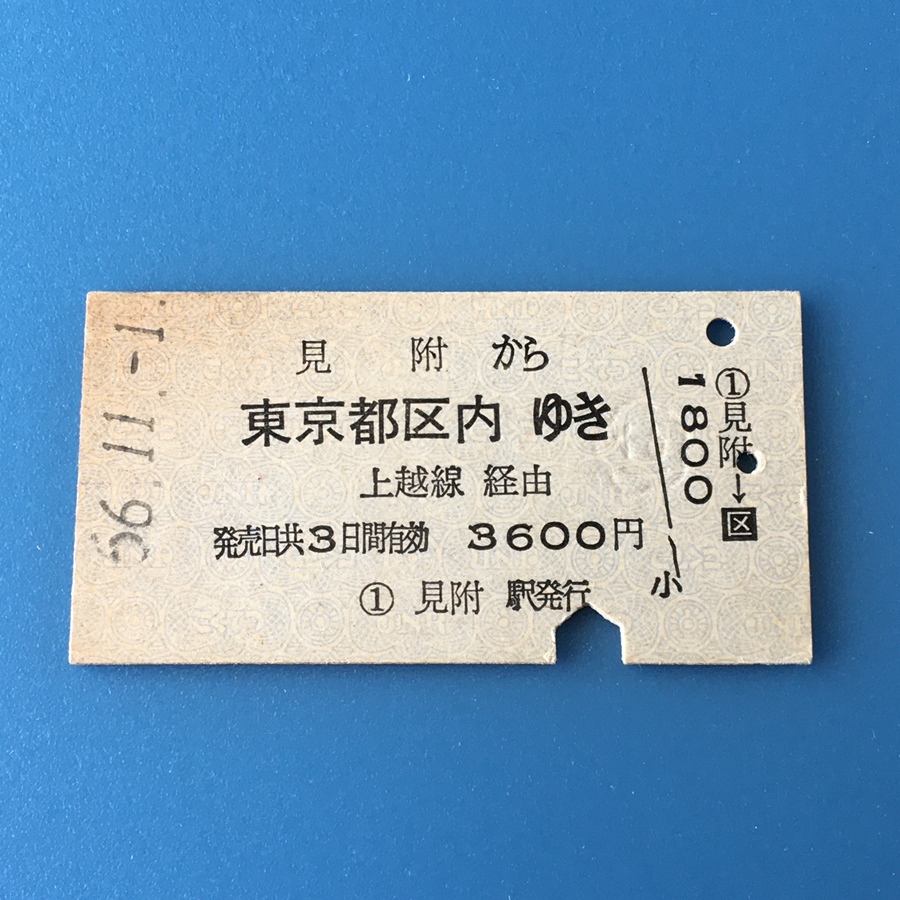 56.11.-1.
見附から
東京都区内ゆき
上越線 経由
発売日共3日間有効 3600円
① 見附 駅発行
小
1800
①見附→区